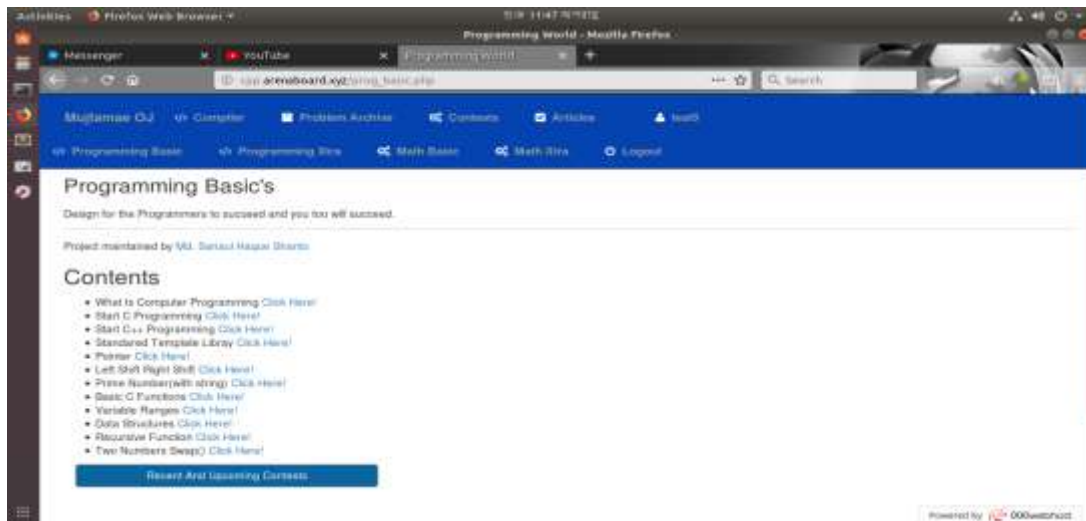 Activities Firefox Web Browser
Programming World - Mozilla Firefox
Messenger YouTube Programming World
arenaboard.xyz/prog_basic.php Search
Mujtamae OJ Compiler Problem Archive Contests Articles
Programming Basic Programming Xtra Math Basic Math Xtra Logout
Programming Basic's
Design for the Programmers to succeed and you too will succeed.
Project maintained by Md.
Contents
What Is Computer Programming Click Here!
Start C Programming Click Here!
Start C++ Programming Click Here!
Standared Template Libray Click Here!
Pointer Click Here!
Left Shift Right Shift Click Here!
Prime Number(with string) Click Here!
Basic C Functions Click Here!
Variable Ranges Click Here!
Data Structures Click Here!
Recursive Function Click Here!
Two Numbers Swap() Click Here!
Recent And Upcoming Contests
Powered by 000webhost